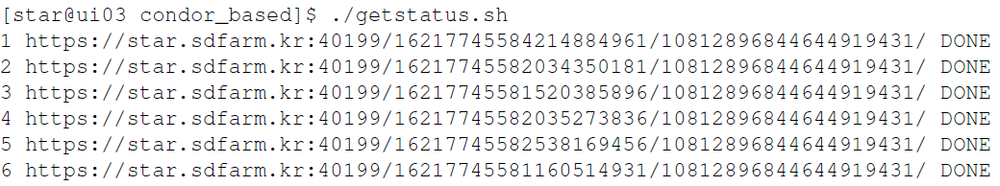 [star@ui03 condor_based]$ ./getstatus.sh
1 https://star.sdfarm.kr:40199/16217745584214884961/10812896844644919431/ DONE
2 https://star.sdfarm.kr:40199/16217745582034350181/10812896844644919431/ DONE
3 https://star.sdfarm.kr:40199/16217745581520385896/10812896844644919431/ DONE
4 https://star.sdfarm.kr:40199/16217745582035273836/10812896844644919431/ DONE
5 https://star.sdfarm.kr:40199/16217745582538169456/10812896844644919431/ DONE
6 https://star.sdfarm.kr:40199/16217745581160514931/10812896844644919431/ DONE